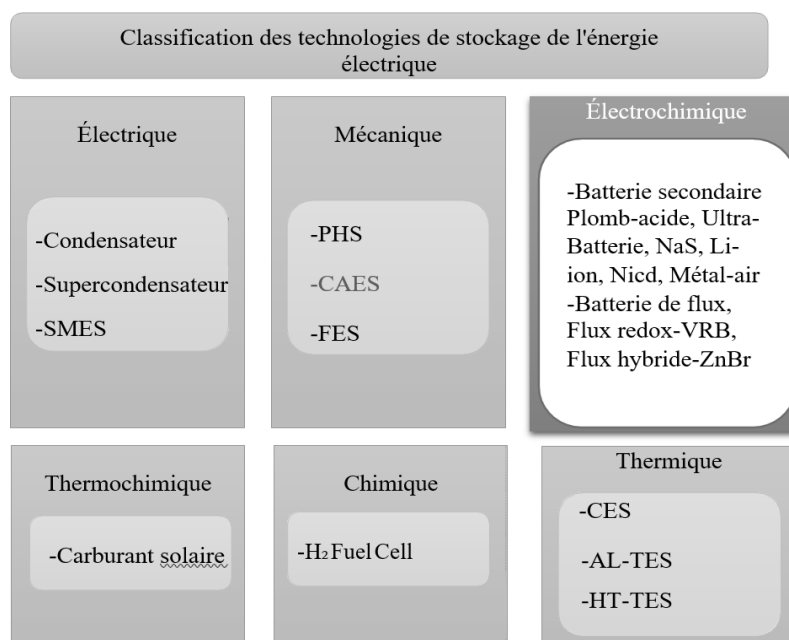 Classification des technologies de stockage de l'énergie
électrique
Électrique
-Condensateur
-Supercondensateur
-SMES
Mécanique
-PHS
-CAES
-FES
Électrochimique
-Batterie secondaire
Plomb-acide, Ultra-
Batterie, NaS, Li-
ion, Nicd, Métal-air
-Batterie de flux,
Flux redox-VRB,
Flux hybride-ZnBr
Thermochimique
-Carburant solaire
Chimique
-H₂ Fuel Cell
Thermique
-CES
-AL-TES
-HT-TES